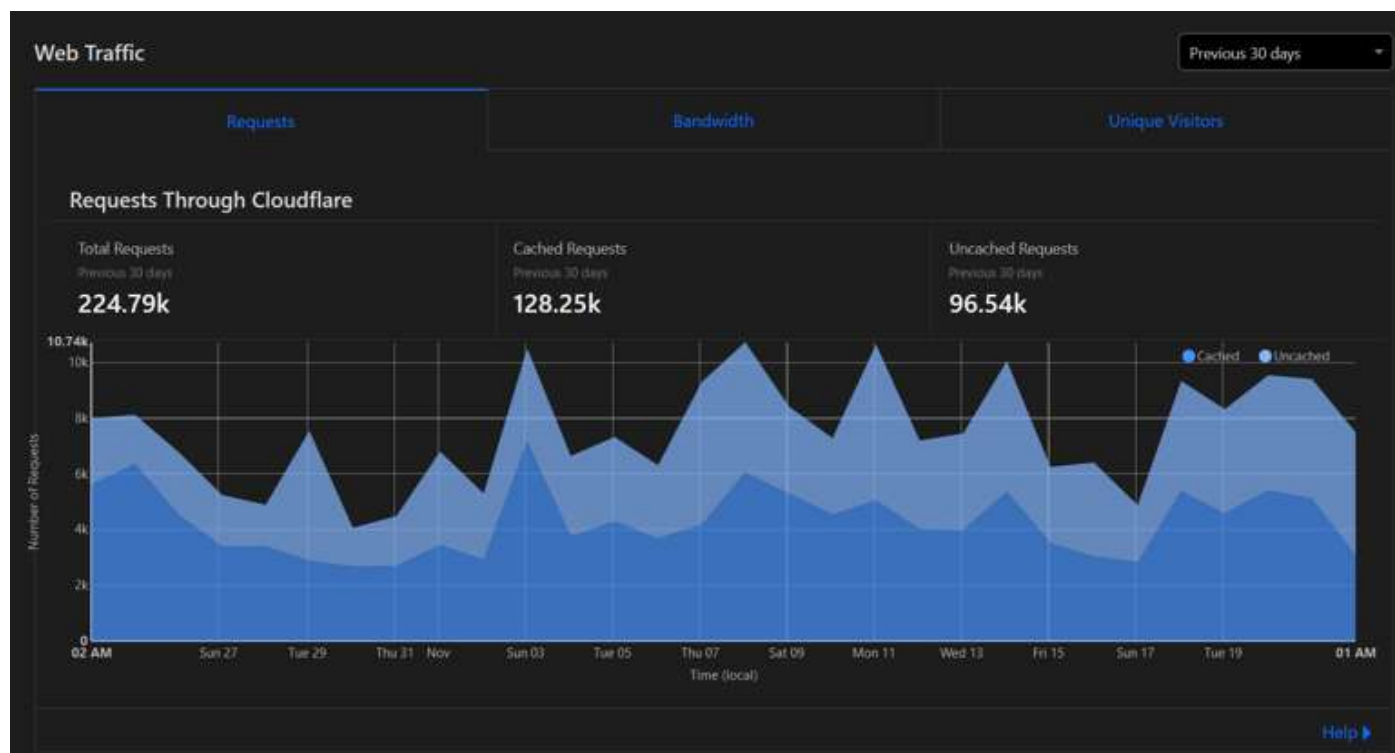 Web Traffic
Previous 30 days
Requests
Bandwidth
Unique Visitors
Requests Through Cloudflare
Total Requests
Previous 30 days
224.79k
Cached Requests
Previous 30 days
128.25k
Uncached Requests
Previous 30 days
96.54k
10.74k
10k
8k
6k
4k
2k
0
Number of Requests
Cached
Uncached
02 AM
Sun 27
Tue 29
Thu 31
Nov
Sun 03
Tue 05
Thu 07
Sat 09
Mon 11
Wed 13
Fri 15
Sun 17
Tue 19
01 AM
Time (local)
Help